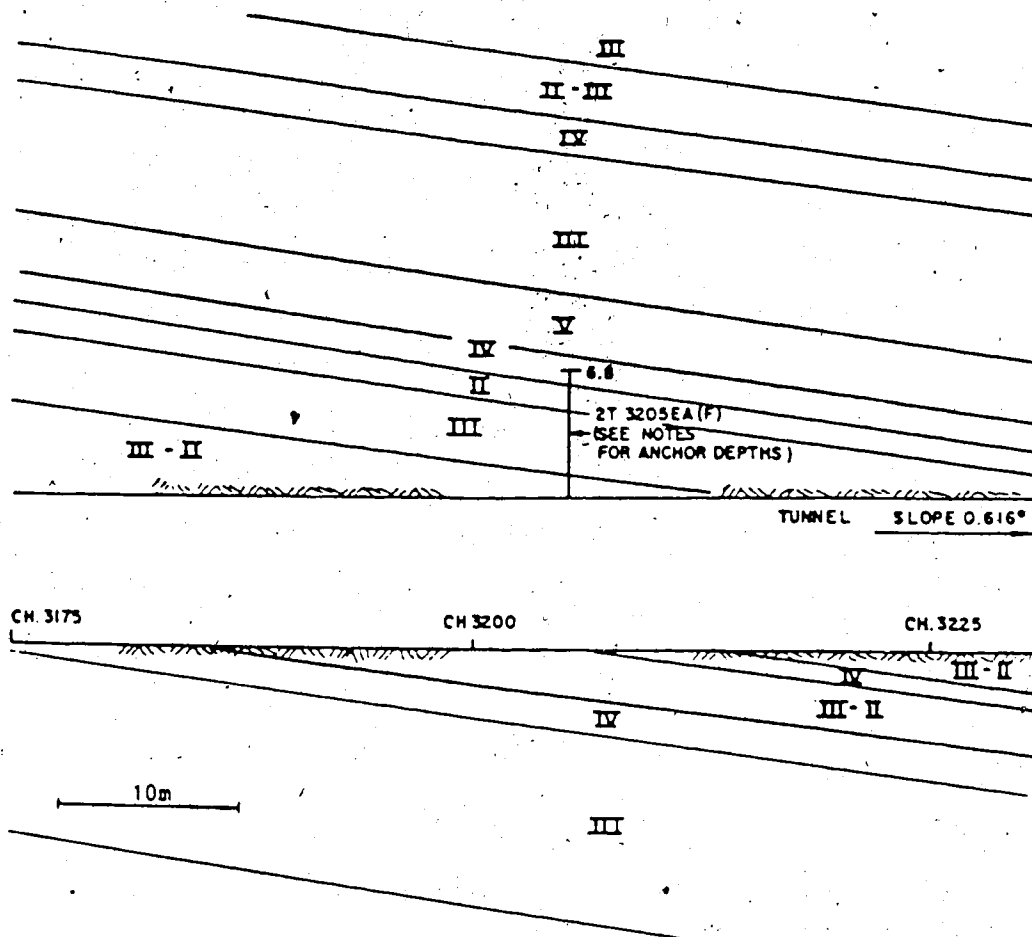 III
II - III
IV
III
V
IV
6.8
II
2T 3205EA(F)
(SEE NOTES
FOR ANCHOR DEPTHS)
III
III - II
TUNNEL SLOPE 0.616°
CH. 3175
CH 3200
CH. 3225
III - II
IV
III - II
IV
10m
III